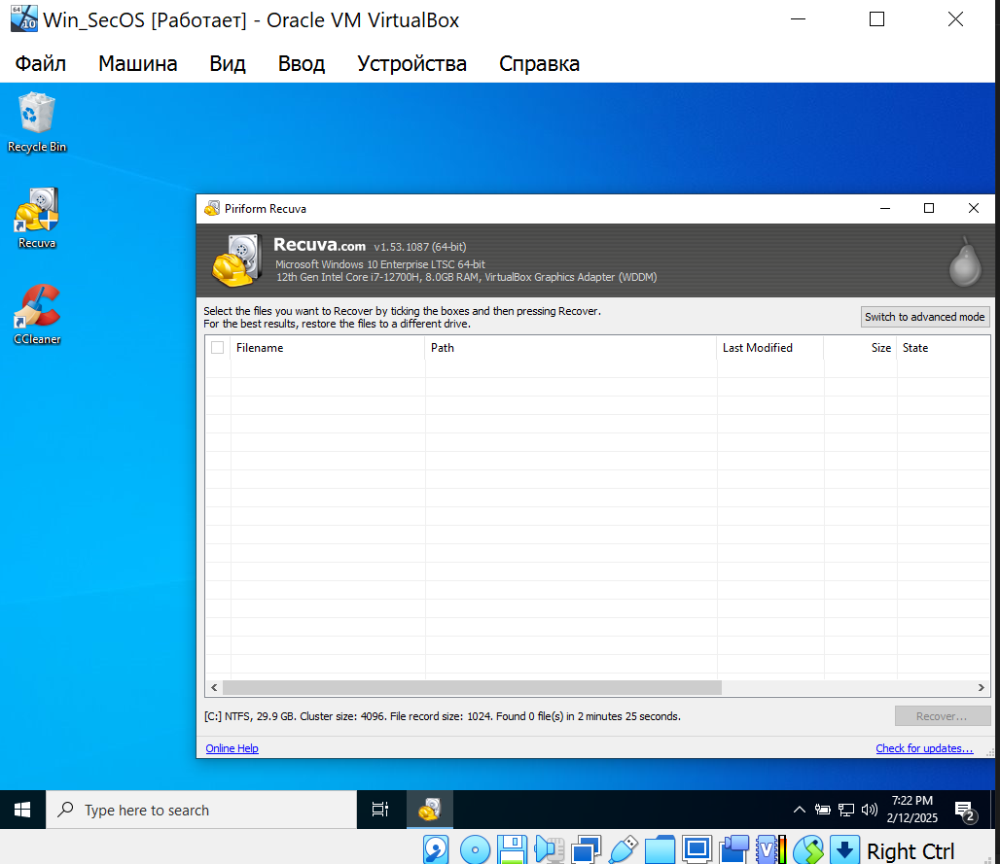 Win_SecOS [Работает] - Oracle VM VirtualBox
Файл Машина Вид Ввод Устройства Справка
Recycle Bin
Recuva
CCleaner
Piriform Recuva
Recuva.com v1.53.1087 (64-bit)
Microsoft Windows 10 Enterprise LTSC 64-bit
12th Gen Intel Core i7-12700H, 8.0GB RAM, VirtualBox Graphics Adapter (WDDM)
Select the files you want to Recover by ticking the boxes and then pressing Recover.
For the best results, restore the files to a different drive.
Switch to advanced mode
Filename Path Last Modified Size State
[C:] NTFS, 29.9 GB. Cluster size: 4096. File record size: 1024. Found 0 file(s) in 2 minutes 25 seconds.
Recover...
Online Help
Check for updates...
Type here to search
7:22 PM
2/12/2025
2
Right Ctrl